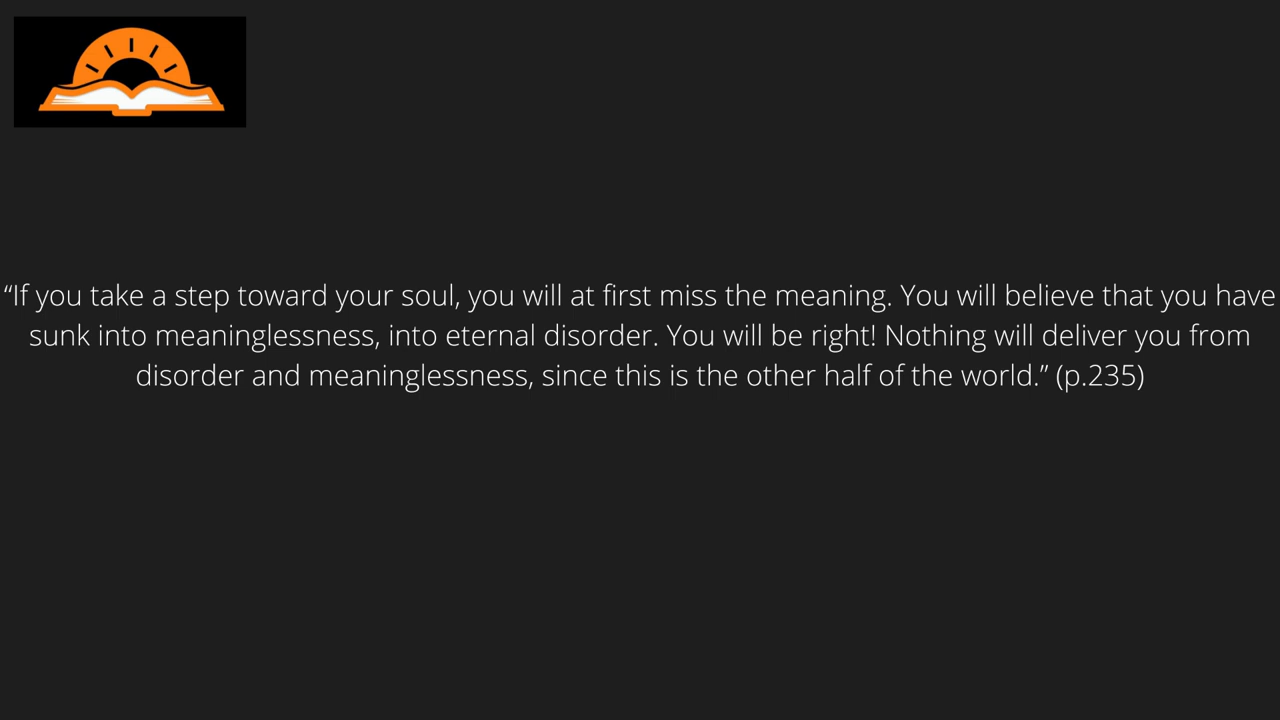 “If you take a step toward your soul, you will at first miss the meaning. You will believe that you have
sunk into meaninglessness, into eternal disorder. You will be right! Nothing will deliver you from
disorder and meaninglessness, since this is the other half of the world.” (p.235)